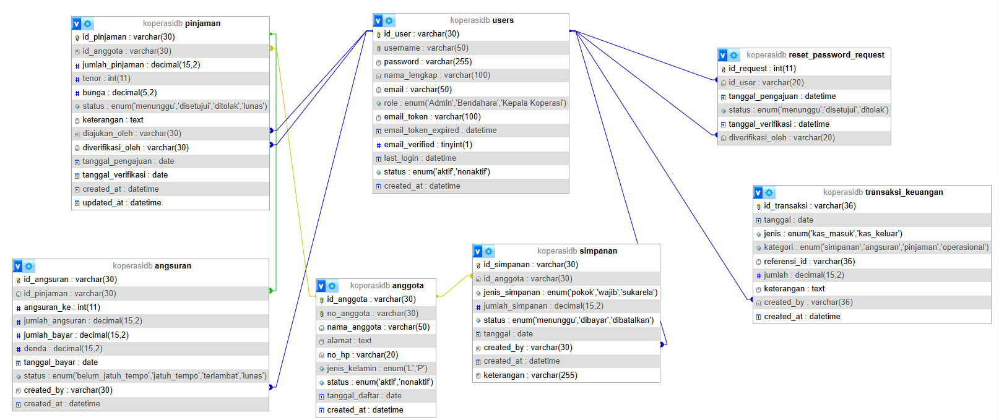 koperasidb pinjaman
id_pinjaman : varchar(30)
id_anggota : varchar(30)
jumlah_pinjaman : decimal(15,2)
tenor : int(11)
bunga : decimal(5,2)
status : enum('menunggu','disetujui','ditolak','lunas')
keterangan : text
diajukan_oleh : varchar(30)
diverifikasi_oleh : varchar(30)
tanggal_pengajuan : date
tanggal_verifikasi : date
created_at : datetime
updated_at : datetime
koperasidb users
id_user : varchar(30)
username : varchar(50)
password : varchar(255)
nama_lengkap : varchar(100)
email : varchar(50)
role : enum('Admin','Bendahara','Kepala Koperasi')
email_token : varchar(100)
email_token_expired : datetime
email_verified : tinyint(1)
last_login : datetime
status : enum('aktif','nonaktif')
created_at : datetime
koperasidb reset_password_request
id_request : int(11)
id_user : varchar(20)
tanggal_pengajuan : datetime
status : enum('menunggu','disetujui','ditolak')
tanggal_verifikasi : datetime
diverifikasi_oleh : varchar(20)
koperasidb transaksi_keuangan
id_transaksi : varchar(36)
tanggal : date
jenis : enum('kas_masuk','kas_keluar')
kategori : enum('simpanan','angsuran','pinjaman','operasional')
referensi_id : varchar(36)
jumlah : decimal(15,2)
keterangan : text
created_by : varchar(36)
created_at : datetime
koperasidb angsuran
id_angsuran : varchar(30)
id_pinjaman : varchar(30)
angsuran_ke : int(11)
jumlah_angsuran : decimal(15,2)
jumlah_bayar : decimal(15,2)
denda : decimal(15,2)
tanggal_bayar : date
status : enum('belum_jatuh_tempo','jatuh_tempo','terlambat','lunas')
created_by : varchar(30)
created_at : datetime
koperasidb anggota
id_anggota : varchar(30)
no_anggota : varchar(30)
nama_anggota : varchar(50)
alamat : text
no_hp : varchar(20)
jenis_kelamin : enum('L','P')
status : enum('aktif','nonaktif')
tanggal_daftar : date
created_at : datetime
koperasidb simpanan
id_simpanan : varchar(30)
id_anggota : varchar(30)
jenis_simpanan : enum('pokok','wajib','sukarela')
jumlah_simpanan : decimal(15,2)
status : enum('menunggu','dibayar','dibatalkan')
tanggal : date
created_by : varchar(30)
created_at : datetime
keterangan : varchar(255)